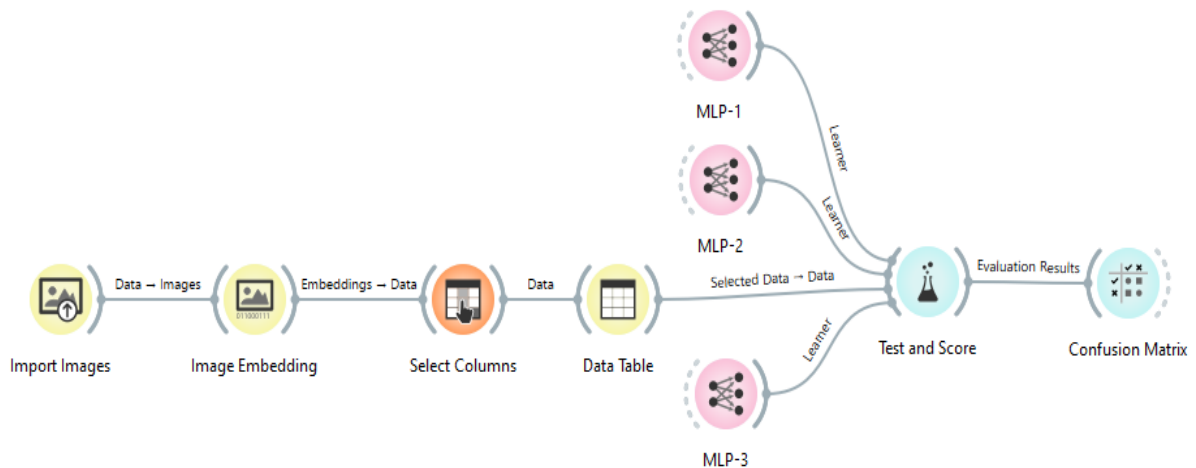 MLP-1
Learner
MLP-2
Learner
Data → Images
Embeddings → Data
Data
Selected Data → Data
Evaluation Results
011000111
Import Images
Image Embedding
Select Columns
Data Table
Learner
Test and Score
Confusion Matrix
MLP-3